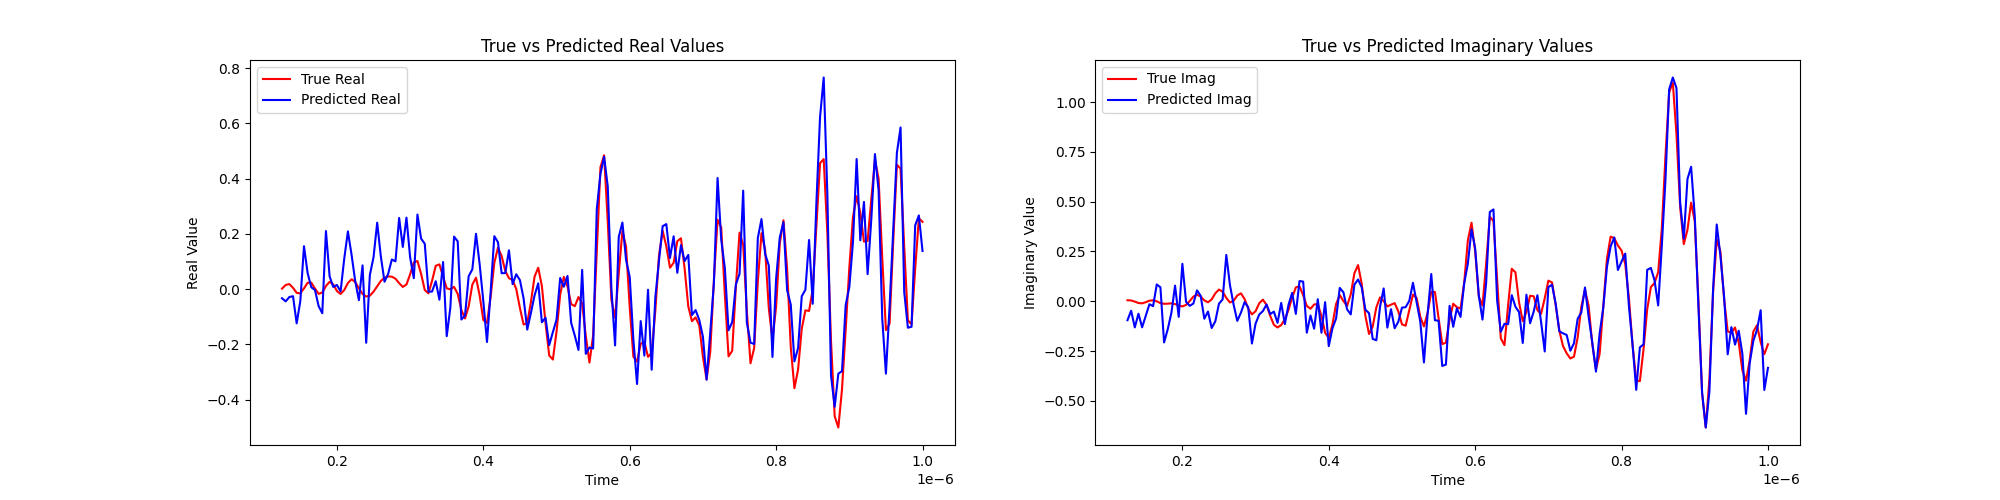 True vs Predicted Real Values
True Real
Predicted Real
Real Value
0.8
0.6
0.4
0.2
0.0
−0.2
−0.4
0.2
0.4
0.6
0.8
1.0
1e−6
Time
True vs Predicted Imaginary Values
True Imag
Predicted Imag
Imaginary Value
1.00
0.75
0.50
0.25
0.00
−0.25
−0.50
0.2
0.4
0.6
0.8
1.0
1e−6
Time